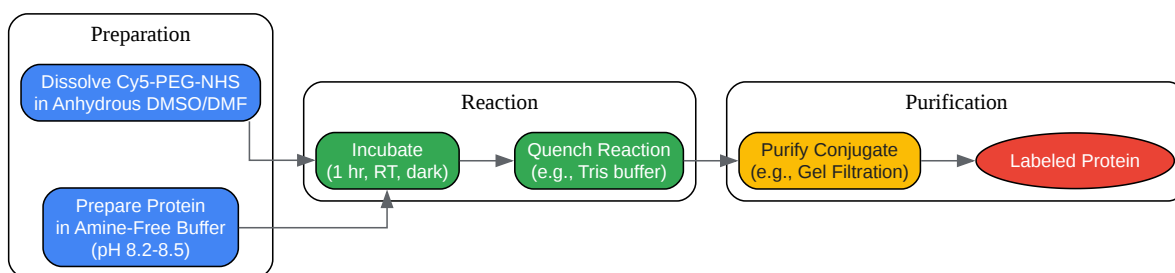 Preparation
Dissolve Cy5-PEG-NHS
in Anhydrous DMSO/DMF
Prepare Protein
in Amine-Free Buffer
(pH 8.2-8.5)
Reaction
Incubate
(1 hr, RT, dark)
Quench Reaction
(e.g., Tris buffer)
Purification
Purify Conjugate
(e.g., Gel Filtration)
Labeled Protein